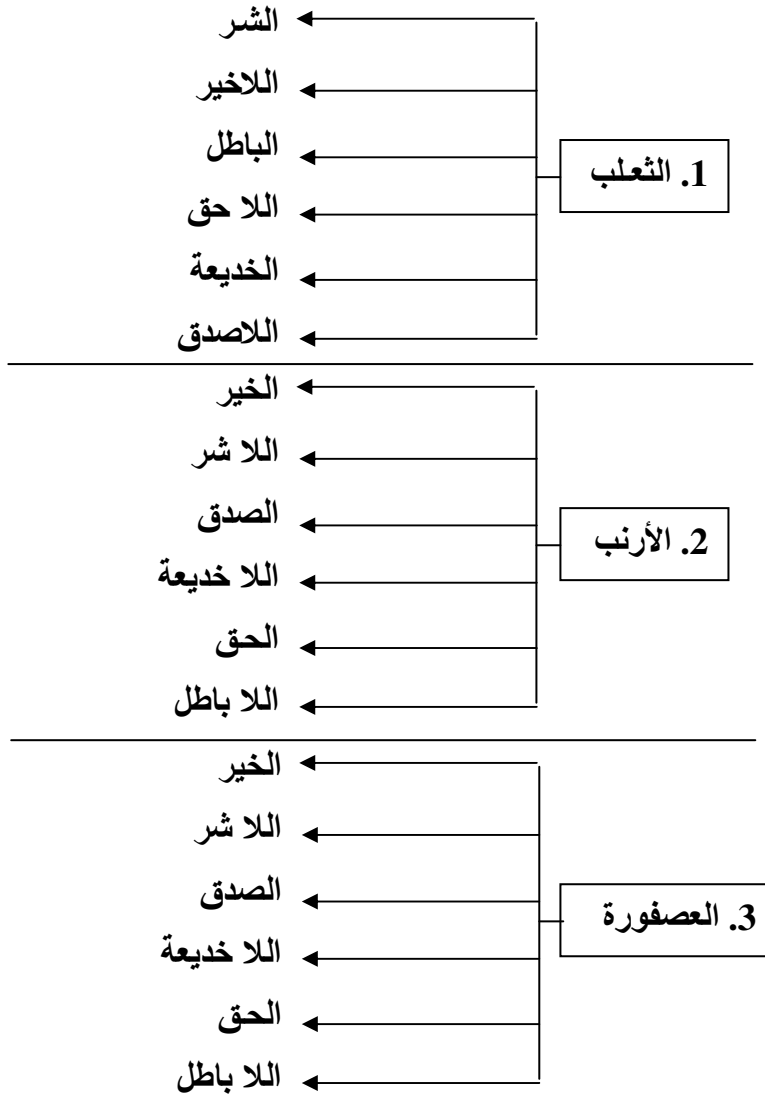 1. الثعلب
الشر
اللاخير
الباطل
اللا حق
الخديعة
اللاصدق
2. الأرنب
الخير
اللا شر
الصدق
اللا خديعة
الحق
اللا باطل
3. العصفورة
الخير
اللا شر
الصدق
اللا خديعة
الحق
اللا باطل